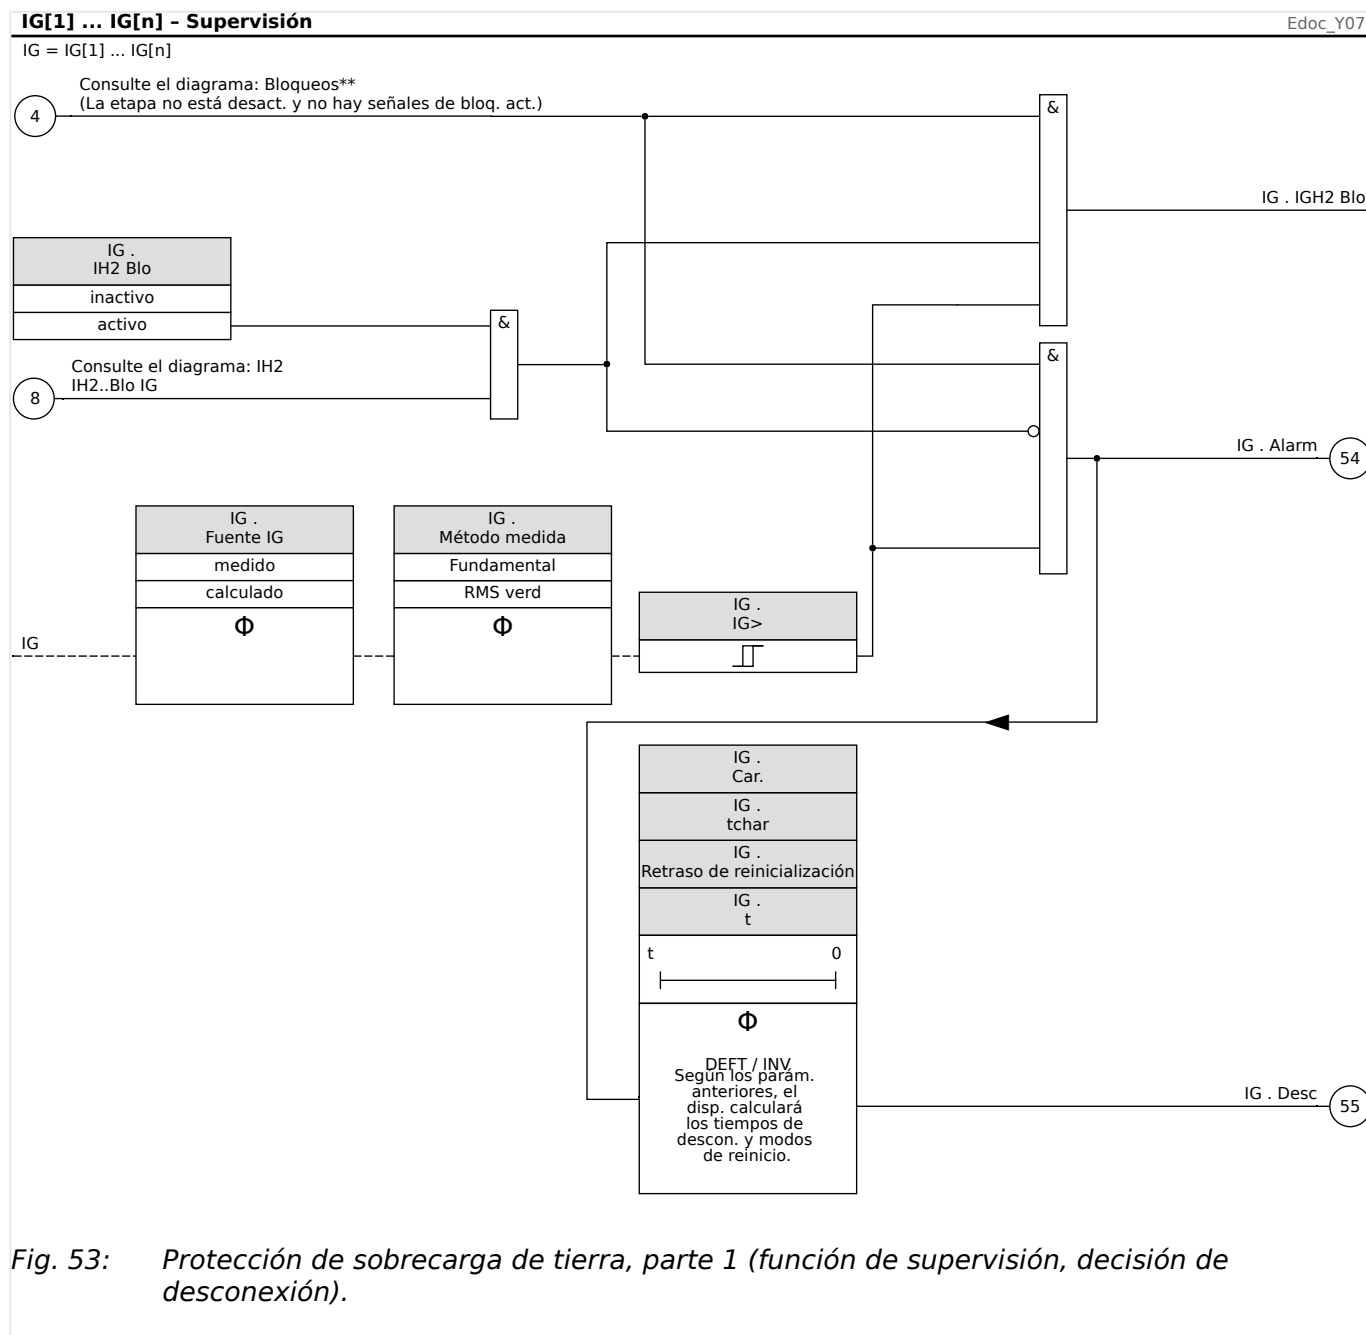 IG[1] ... IG[n] – Supervisión
Edoc_Y07
IG = IG[1] ... IG[n]
Consulte el diagrama: Bloqueos**
(La etapa no está desact. y no hay señales de bloq. act.)
4
&
IG . IGH2 Blo
IG .
IH2 Blo
inactivo
activo
&
&
Consulte el diagrama: IH2
IH2..Blo IG
8
IG . Alarm
54
IG .
Fuente IG
medido
calculado
Φ
IG .
Método medida
Fundamental
RMS verd
Φ
IG .
IG>
IG
IG .
Car.
IG .
tchar
IG .
Retraso de reinicialización
IG .
t
t 0
Φ
DEFT / INV
Según los parám.
anteriores, el
disp. calculará
los tiempos de
descon. y modos
de reinicio.
IG . Desc
55
Fig. 53: Protección de sobrecarga de tierra, parte 1 (función de supervisión, decisión de
desconexión).